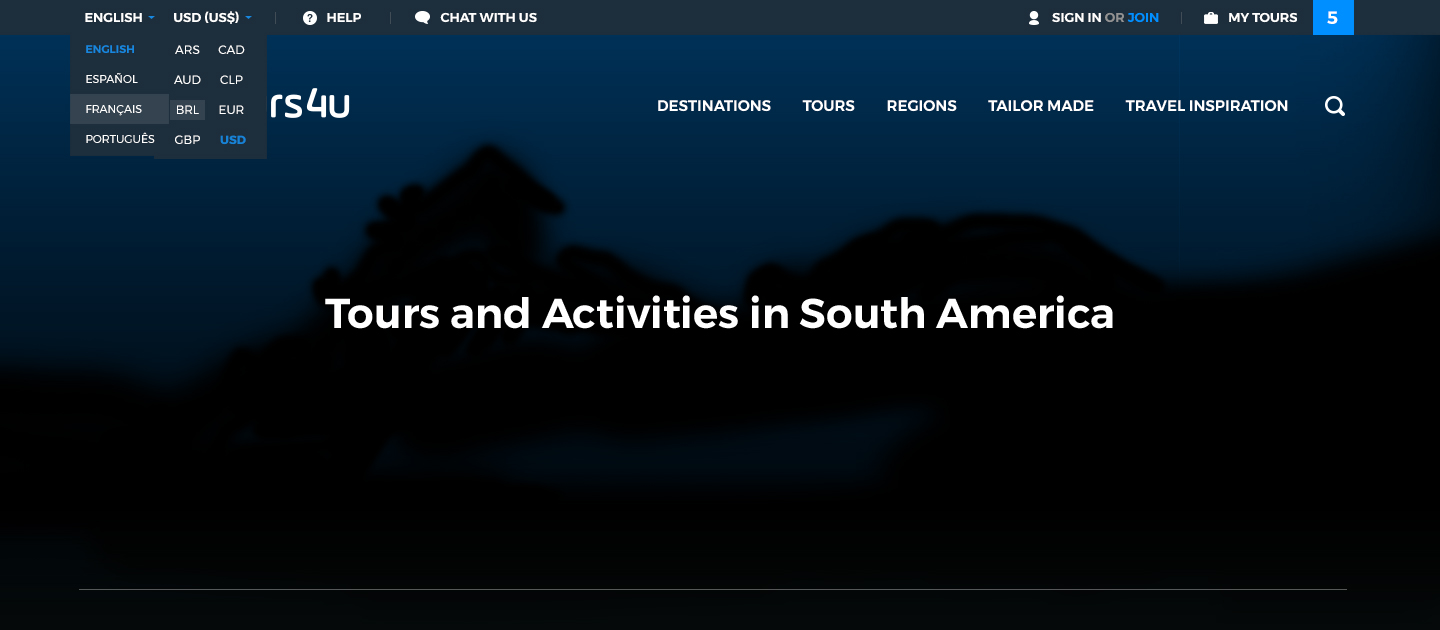 ENGLISH USD (US$) HELP CHAT WITH US SIGN IN OR JOIN MY TOURS 5
ENGLISH ARS CAD
ESPAÑOL AUD CLP
FRANÇAIS BRL EUR
PORTUGUÊS GBP USD
rs4u DESTINATIONS TOURS REGIONS TAILOR MADE TRAVEL INSPIRATION
Tours and Activities in South America